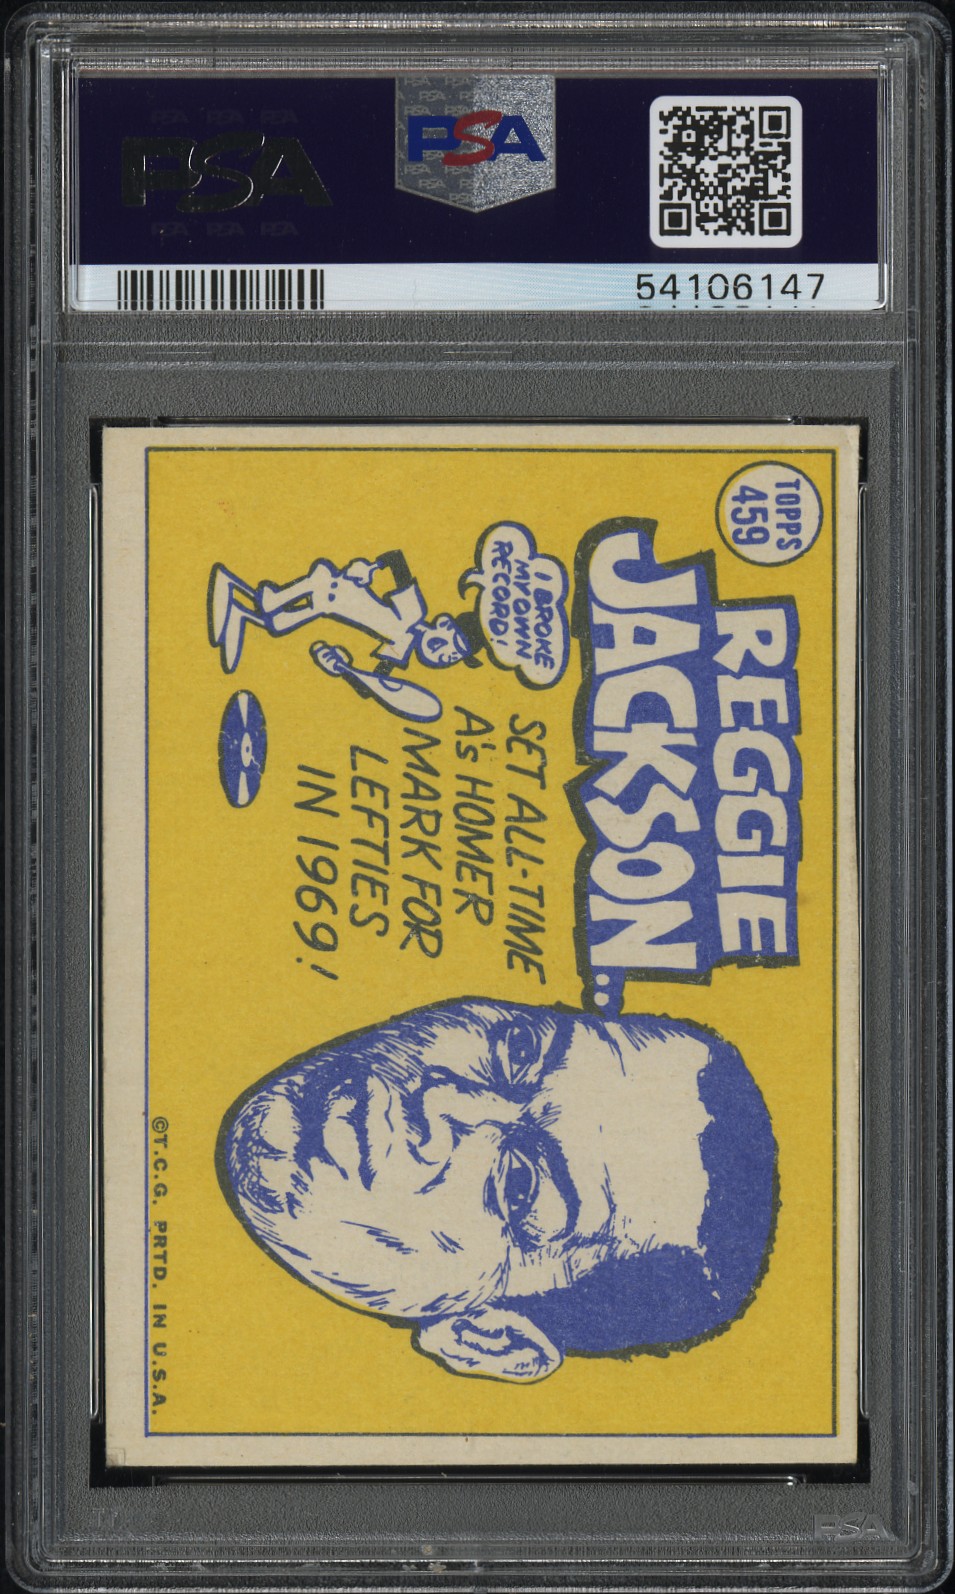 PSA
PSA
54106147
TOPPS
459
REGGIE
JACKSON...
I BROKE
MY OWN
RECORD!
SET ALL-TIME
A's HOMER
MARK FOR
LEFTIES
IN 1969!
©T.C.G. PRTD. IN U.S.A.
PSA